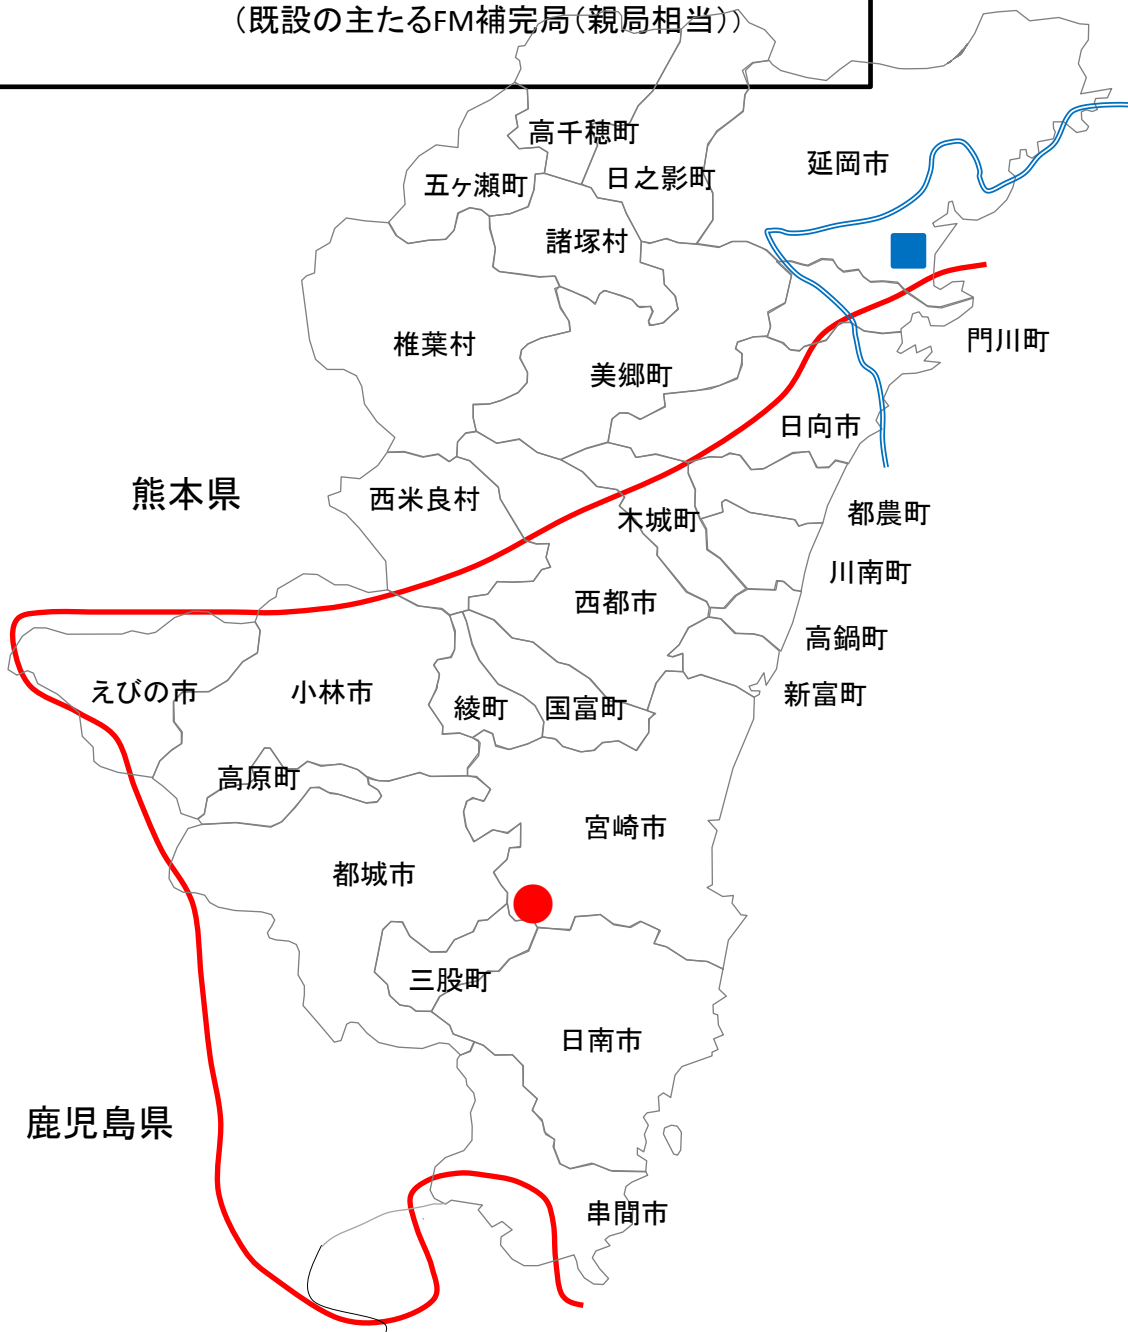 (既設の主たるFM補完局(親局相当))
高千穂町
延岡市
日之影町
五ヶ瀬町
諸塚村
門川町
椎葉村
美郷町
日向市
熊本県
西米良村
都農町
木城町
川南町
西都市
高鍋町
えびの市
小林市
新富町
綾町
国富町
高原町
宮崎市
都城市
三股町
日南市
鹿児島県
串間市